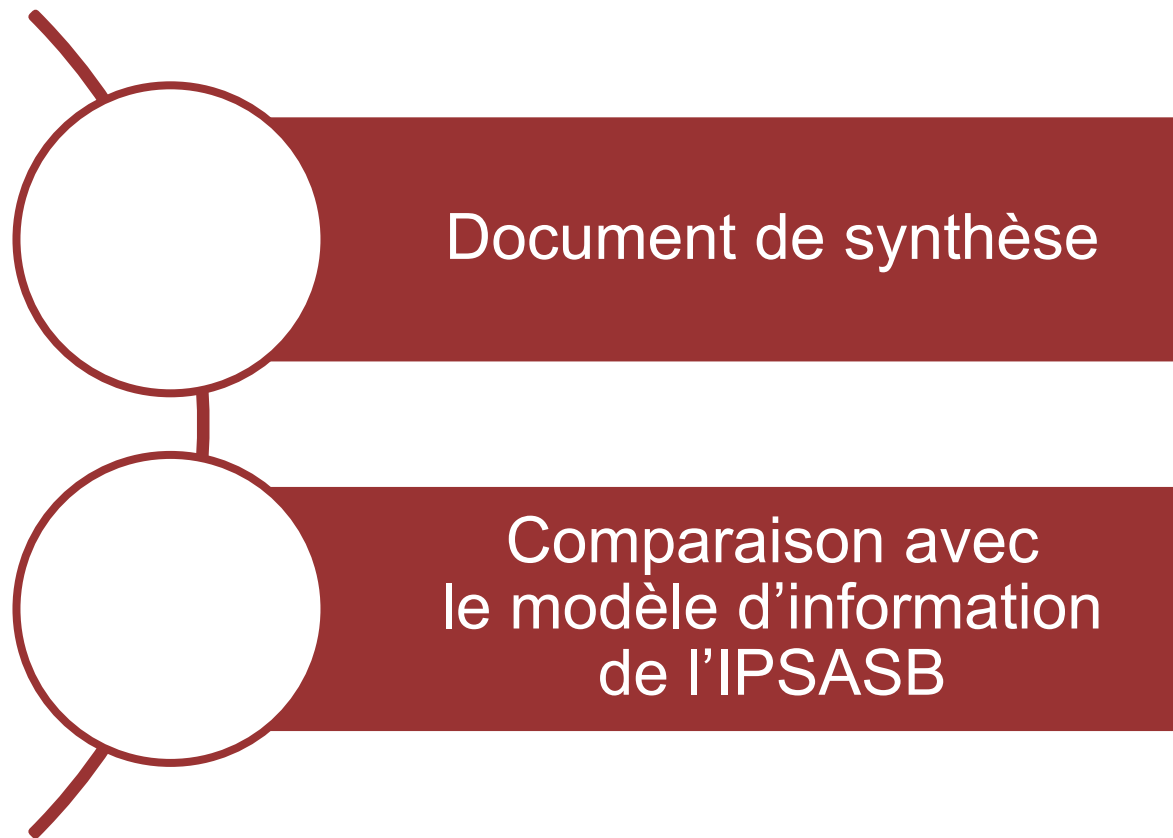 Document de synthèse
Comparaison avec
le modèle d’information
de l’IPSASB